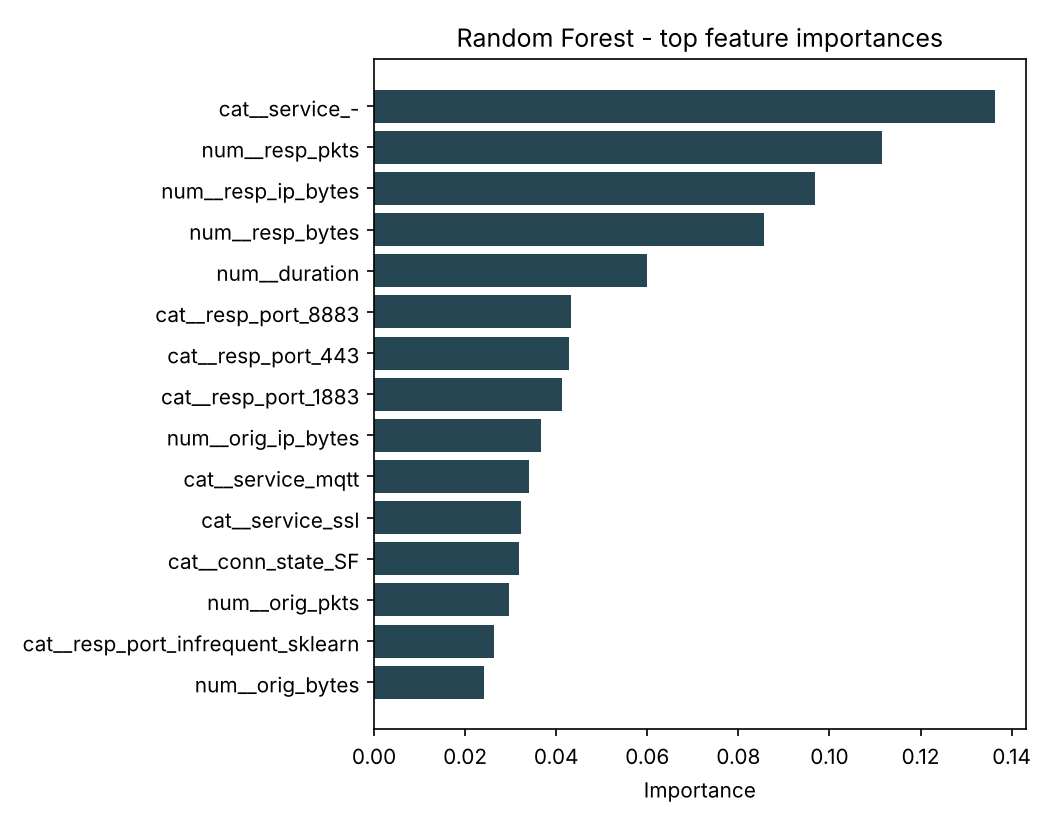 Random Forest - top feature importances
cat__service_-
num__resp_pkts
num__resp_ip_bytes
num__resp_bytes
num__duration
cat__resp_port_8883
cat__resp_port_443
cat__resp_port_1883
num__orig_ip_bytes
cat__service_mqtt
cat__service_ssl
cat__conn_state_SF
num__orig_pkts
cat__resp_port_infrequent_sklearn
num__orig_bytes
0.00 0.02 0.04 0.06 0.08 0.10 0.12 0.14
Importance